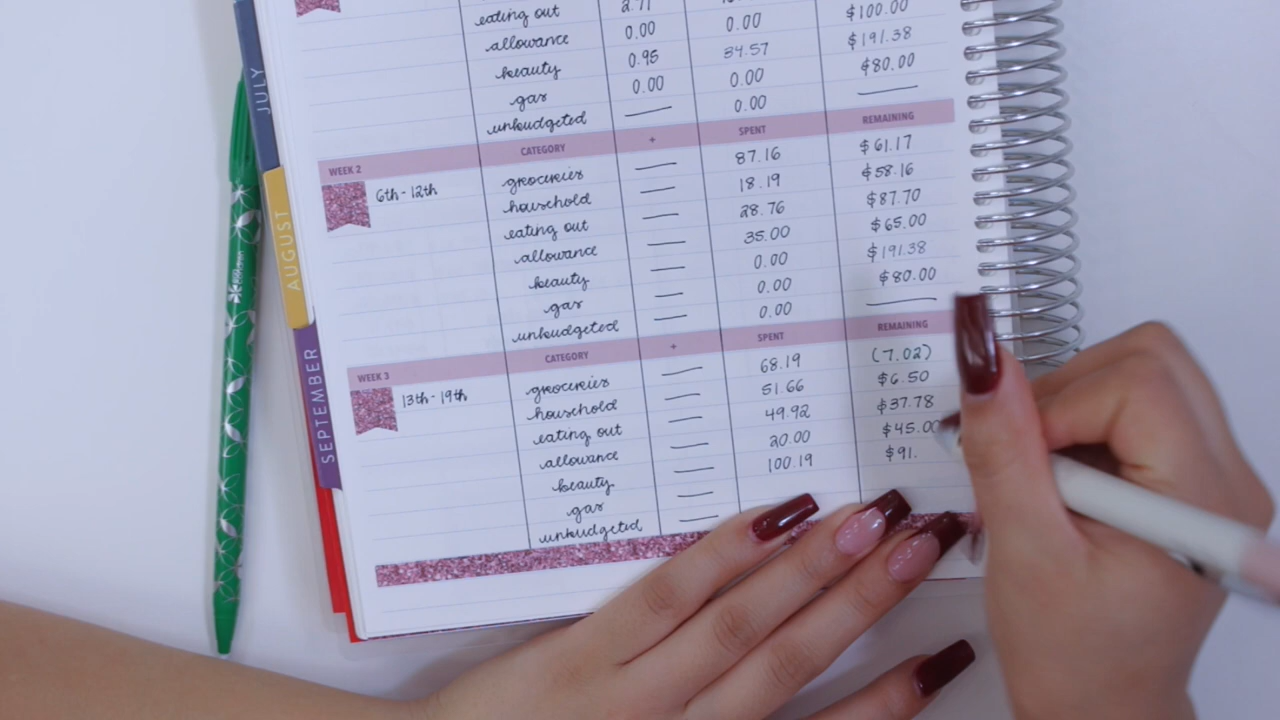 eating out 2.71
allowance 0.00 0.00 $100.00
beauty 0.95 34.57 $191.38
gas 0.00 0.00 $80.00
unbudgeted — 0.00 —
WEEK 2 CATEGORY + SPENT REMAINING
6th - 12th groceries — 87.16 $61.17
household — 18.19 $58.16
eating out — 28.76 $87.70
allowance — 35.00 $65.00
beauty — 0.00 $191.38
gas — 0.00 $80.00
unbudgeted — 0.00 —
WEEK 3 CATEGORY + SPENT REMAINING
13th - 19th groceries — 68.19 (7.02)
household — 51.66 $6.50
eating out — 49.92 $37.78
allowance — 20.00 $45.00
beauty — 100.19 $91.
gas —
unbudgeted —
JULY
AUGUST
SEPTEMBER